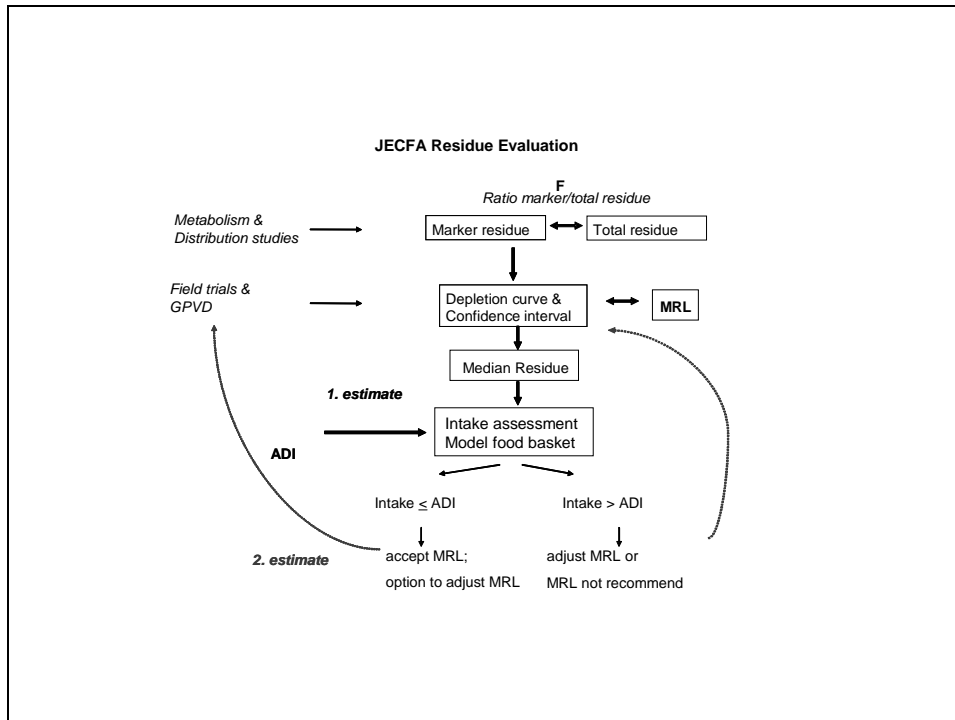 JECFA Residue Evaluation
F
Ratio marker/total residue
Metabolism &
Distribution studies
Marker residue
Total residue
Field trials &
GPVD
Depletion curve &
Confidence interval
MRL
Median Residue
1. estimate
Intake assessment
Model food basket
ADI
Intake ≤ ADI
Intake > ADI
2. estimate
accept MRL;
option to adjust MRL
adjust MRL or
MRL not recommend